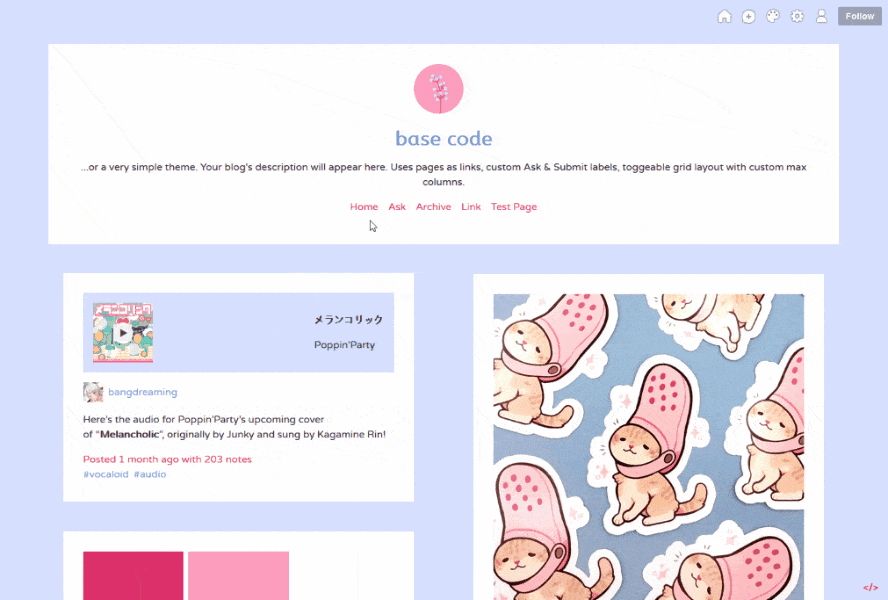 Follow
base code
...or a very simple theme. Your blog's description will appear here. Uses pages as links, custom Ask & Submit labels, toggeable grid layout with custom max
columns.
Home Ask Archive Link Test Page
メランコリック
Poppin'Party
bangdreaming
Here's the audio for Poppin'Party's upcoming cover
of "Melancholic", originally by Junky and sung by Kagamine Rin!
Posted 1 month ago with 203 notes
#vocaloid #audio
</>